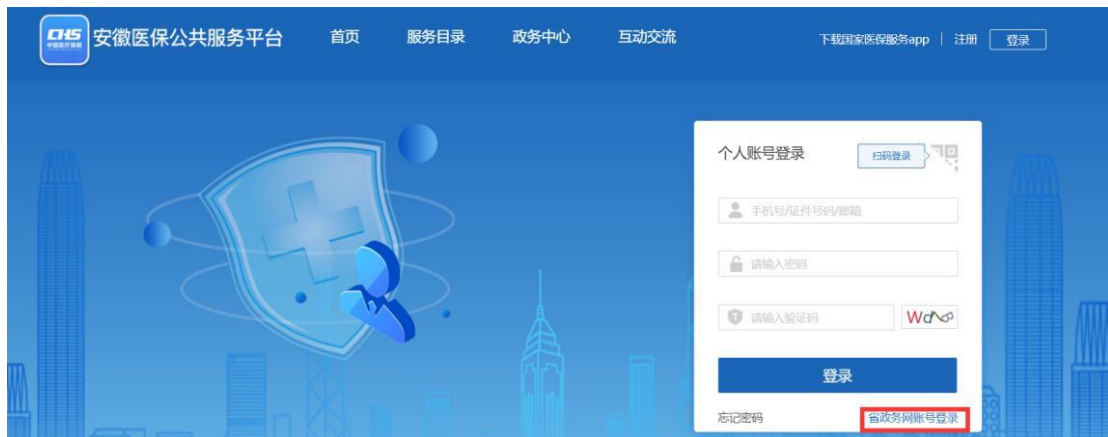 CHS
中国医疗保障
安徽医保公共服务平台 首页 服务目录 政务中心 互动交流 下载国家医保服务app | 注册 登录
个人账号登录 扫码登录
手机号/证件号码/邮箱
请输入密码
请输入验证码
登录
忘记密码 省政务网账号登录